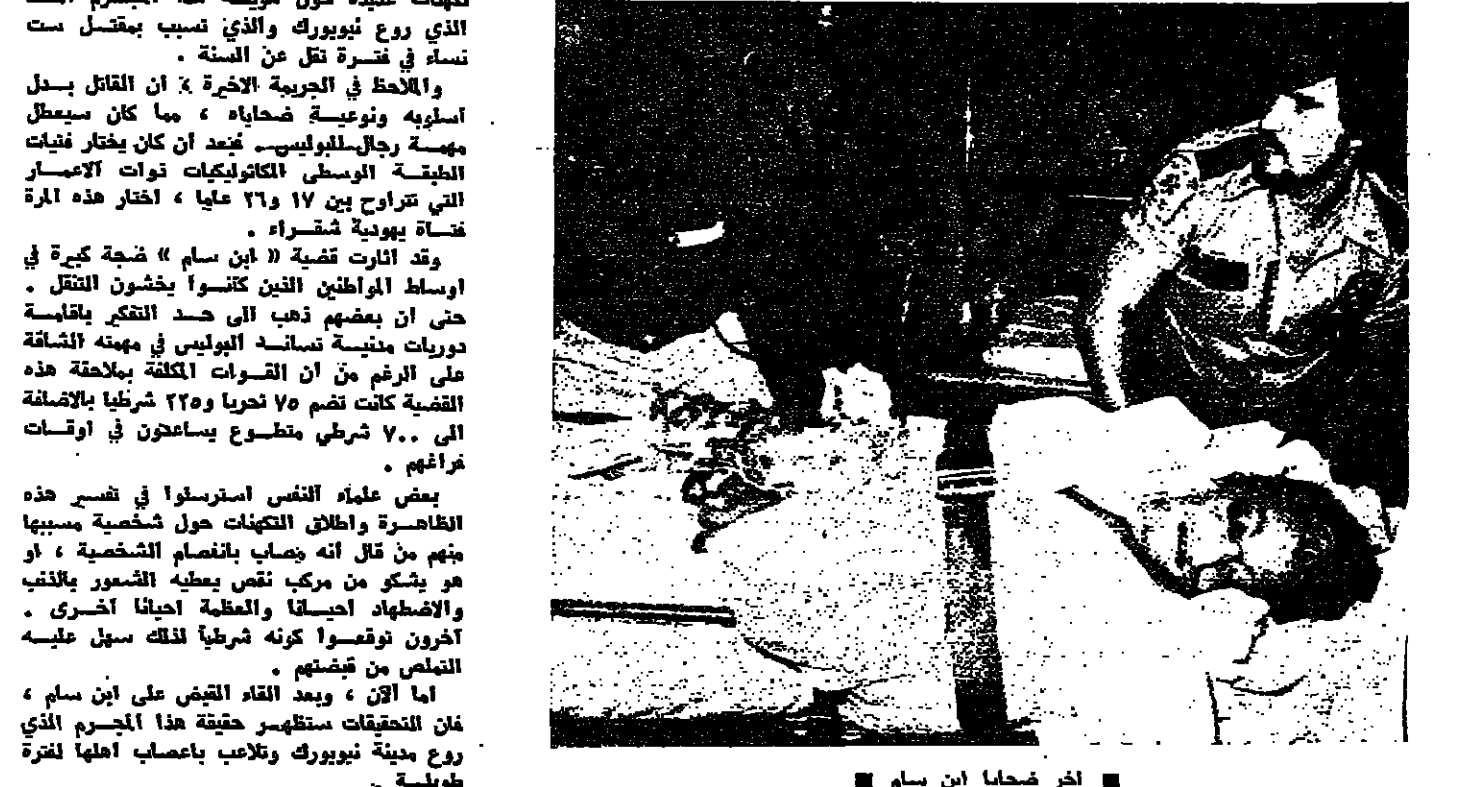 الذي روع نيويورك والذي تسبب بمقتل ست
نساء في فترة تقل عن السنة .
والملاحظ في الجريمة الاخيرة ، ان القاتل بدل
اسلوبه ونوعية ضحاياه ، مما كان سيعطل
مهمة رجال البوليس . فبعد ان كان يختار فتيات
الطبقة الوسطى الكاثوليكيات ذوات الاعمار
التي تتراوح بين ١٧ و٢٦ عاما ، اختار هذه المرة
فتاة يهودية شقراء .
وقد اثارت قضية « ابن سام » ضجة كبيرة في
اوساط المواطنين الذين كانوا يخشون التنقل .
حتى ان بعضهم ذهب الى حد التفكير باقامة
دوريات مدنية تساند البوليس في مهمته الشاقة
على الرغم من ان القوات المكلفة بملاحقة هذه
القضية كانت تضم ٧٥ تحريا و٢٢٥ شرطيا بالاضافة
الى ٧٠٠ شرطي متطوع يساعدون في اوقات
فراغهم .
بعض علماء النفس استرسلوا في تفسير هذه
الظاهرة واطلاق التكهنات حول شخصية مسببها
منهم من قال انه مصاب بانفصام الشخصية ، او
هو يشكو من مركب نقص يعطيه الشعور بالذنب
والاضطهاد احيانا والعظمة احيانا اخرى .
آخرون توقعوا كونه شرطياً لذلك سهل عليه
التملص من قبضتهم .
اما الآن ، وبعد القاء القبض على ابن سام ،
فان التحقيقات ستظهر حقيقة هذا المجرم الذي
روع مدينة نيويورك وتلاعب باعصاب اهلها لفترة
طويلة .
■ اخر ضحايا ابن سام ■